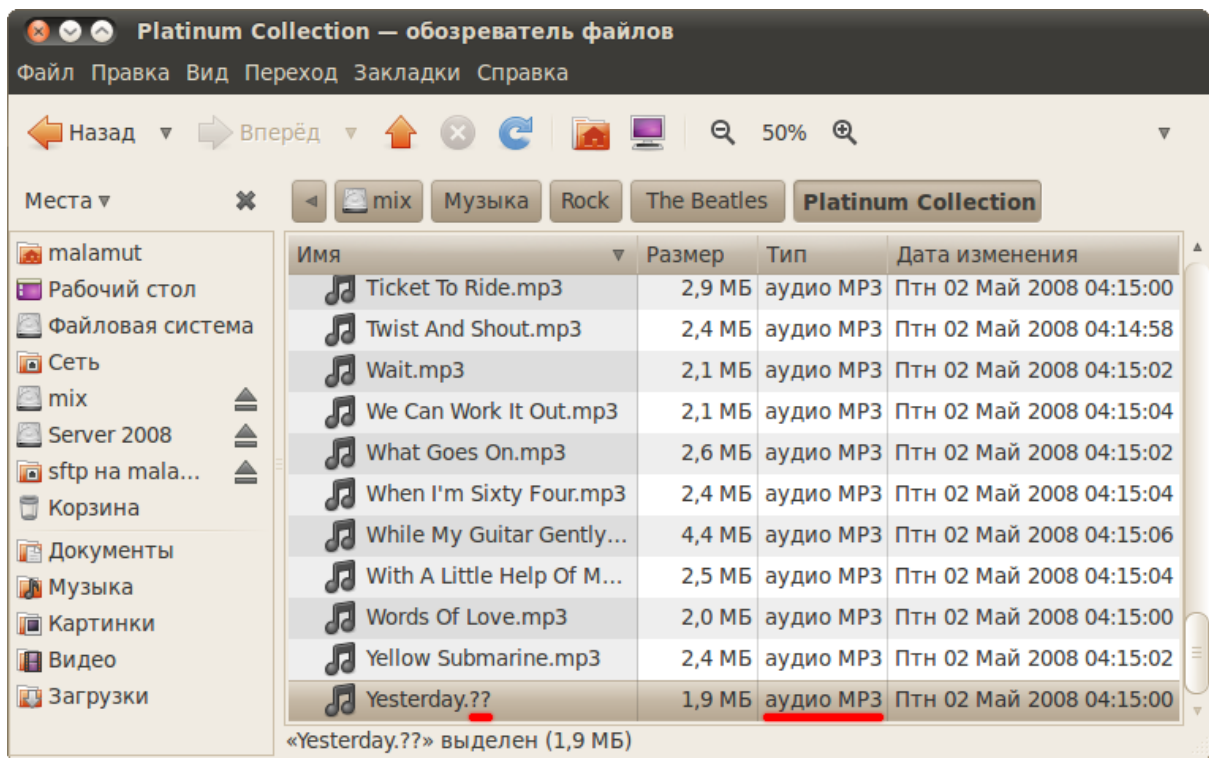 Platinum Collection — обозреватель файлов
Файл Правка Вид Переход Закладки Справка
Назад Вперёд 50%
Места mix Музыка Rock The Beatles Platinum Collection
malamut
Рабочий стол
Файловая система
Сеть
mix
Server 2008
sftp на mala...
Корзина
Документы
Музыка
Картинки
Видео
Загрузки
Имя Размер Тип Дата изменения
Ticket To Ride.mp3 2,9 МБ аудио MP3 Птн 02 Май 2008 04:15:00
Twist And Shout.mp3 2,4 МБ аудио MP3 Птн 02 Май 2008 04:14:58
Wait.mp3 2,1 МБ аудио MP3 Птн 02 Май 2008 04:15:02
We Can Work It Out.mp3 2,1 МБ аудио MP3 Птн 02 Май 2008 04:15:04
What Goes On.mp3 2,6 МБ аудио MP3 Птн 02 Май 2008 04:15:02
When I'm Sixty Four.mp3 2,4 МБ аудио MP3 Птн 02 Май 2008 04:15:04
While My Guitar Gently... 4,4 МБ аудио MP3 Птн 02 Май 2008 04:15:06
With A Little Help Of M... 2,5 МБ аудио MP3 Птн 02 Май 2008 04:15:04
Words Of Love.mp3 2,0 МБ аудио MP3 Птн 02 Май 2008 04:15:00
Yellow Submarine.mp3 2,4 МБ аудио MP3 Птн 02 Май 2008 04:15:02
Yesterday.?? 1,9 МБ аудио MP3 Птн 02 Май 2008 04:15:00
«Yesterday.??» выделен (1,9 МБ)